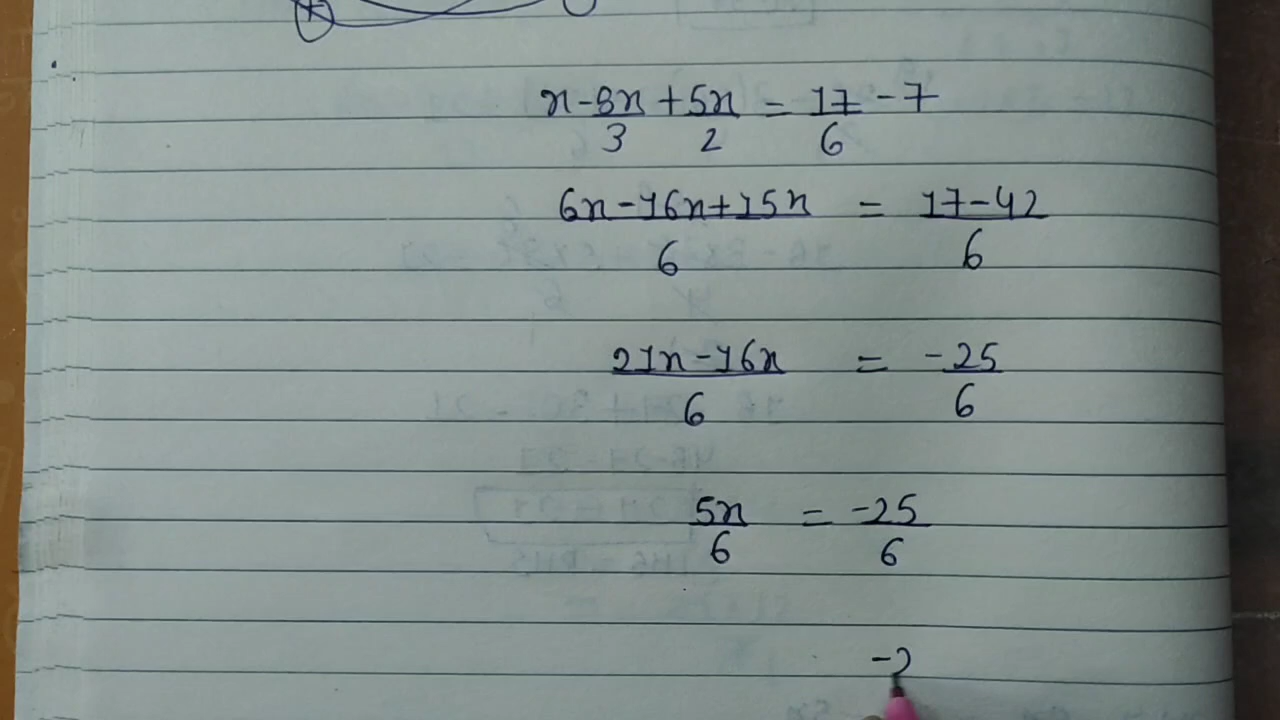 x - 8x/3 + 5x/2 = 17/6 - 7
6x-16x+15x/6 = 17-42/6
21x-16x/6 = -25/6
5x/6 = -25/6
-2